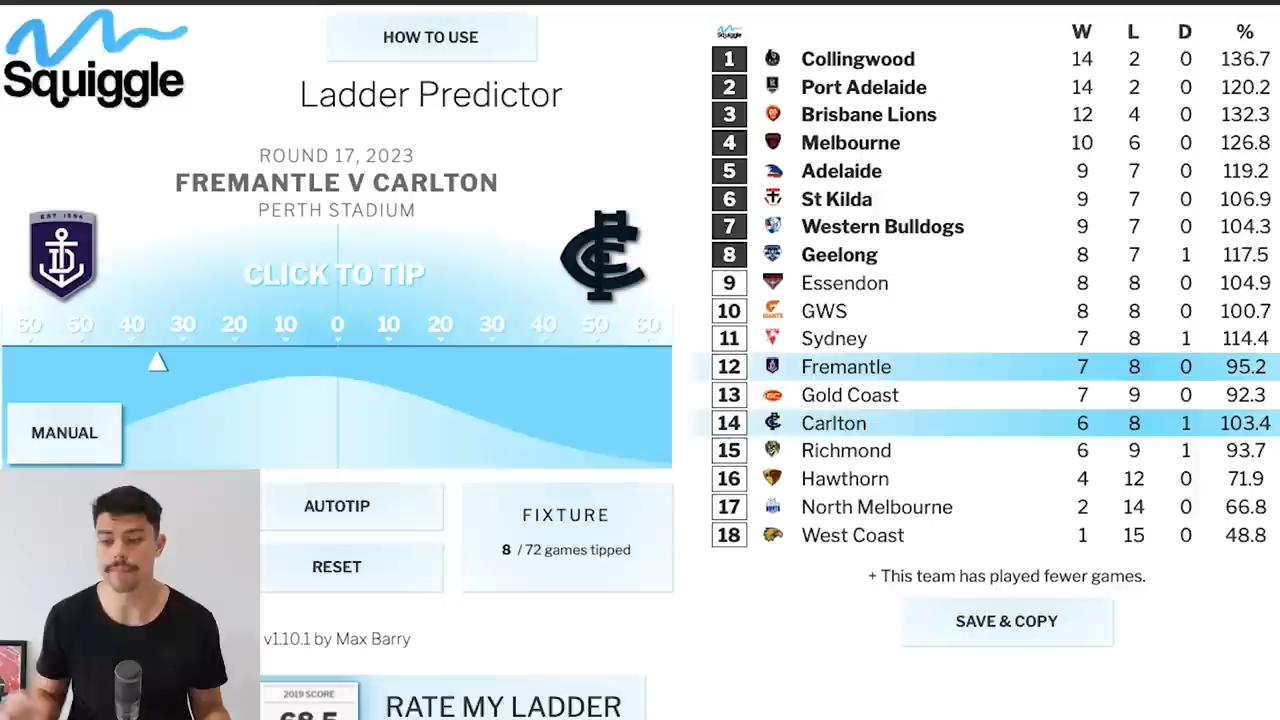 Squiggle
HOW TO USE
Ladder Predictor
ROUND 17, 2023
FREMANTLE V CARLTON
PERTH STADIUM
CLICK TO TIP
60 50 40 30 20 10 0 10 20 30 40 50 60
MANUAL
AUTOTIP
RESET
FIXTURE
8 / 72 games tipped
v1.10.1 by Max Barry
2019 SCORE
68.5
RATE MY LADDER
Squiggle W L D %
1 Collingwood 14 2 0 136.7
2 Port Adelaide 14 2 0 120.2
3 Brisbane Lions 12 4 0 132.3
4 Melbourne 10 6 0 126.8
5 Adelaide 9 7 0 119.2
6 St Kilda 9 7 0 106.9
7 Western Bulldogs 9 7 0 104.3
8 Geelong 8 7 1 117.5
9 Essendon 8 8 0 104.9
10 GWS 8 8 0 100.7
11 Sydney 7 8 1 114.4
12 Fremantle 7 8 0 95.2
13 Gold Coast 7 9 0 92.3
14 Carlton 6 8 1 103.4
15 Richmond 6 9 1 93.7
16 Hawthorn 4 12 0 71.9
17 North Melbourne 2 14 0 66.8
18 West Coast 1 15 0 48.8
+ This team has played fewer games.
SAVE & COPY